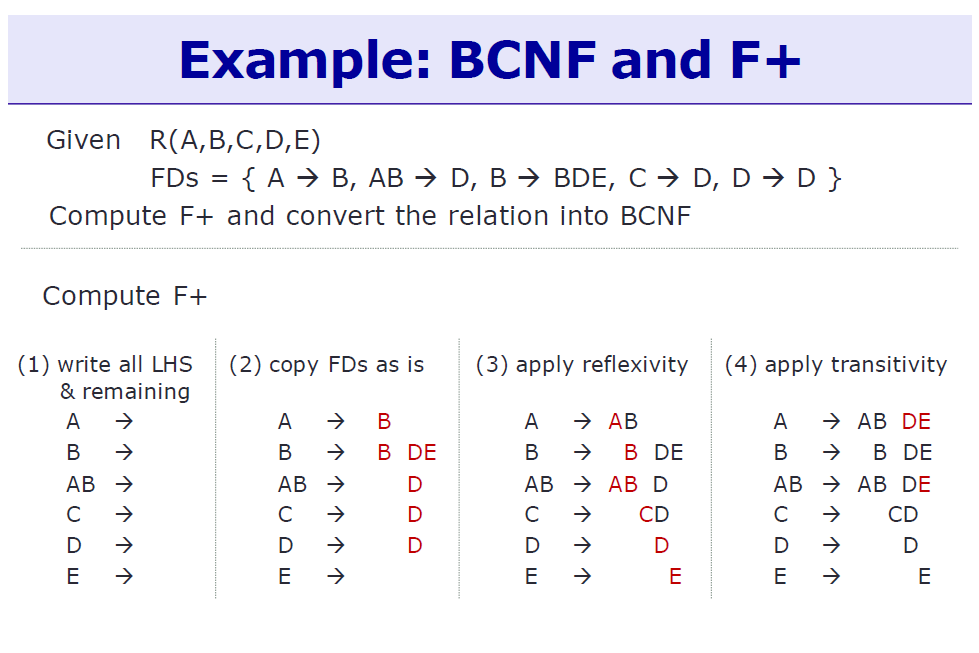 Example: BCNF and F+
Given R(A,B,C,D,E)
FDs = { A → B, AB → D, B → BDE, C → D, D → D }
Compute F+ and convert the relation into BCNF
Compute F+
(1) write all LHS
& remaining
A →
B →
AB →
C →
D →
E →
(2) copy FDs as is
A → B
B → B DE
AB → D
C → D
D → D
E →
(3) apply reflexivity
A → AB
B → B DE
AB → AB D
C → CD
D → D
E → E
(4) apply transitivity
A → AB DE
B → B DE
AB → AB DE
C → CD
D → D
E → E